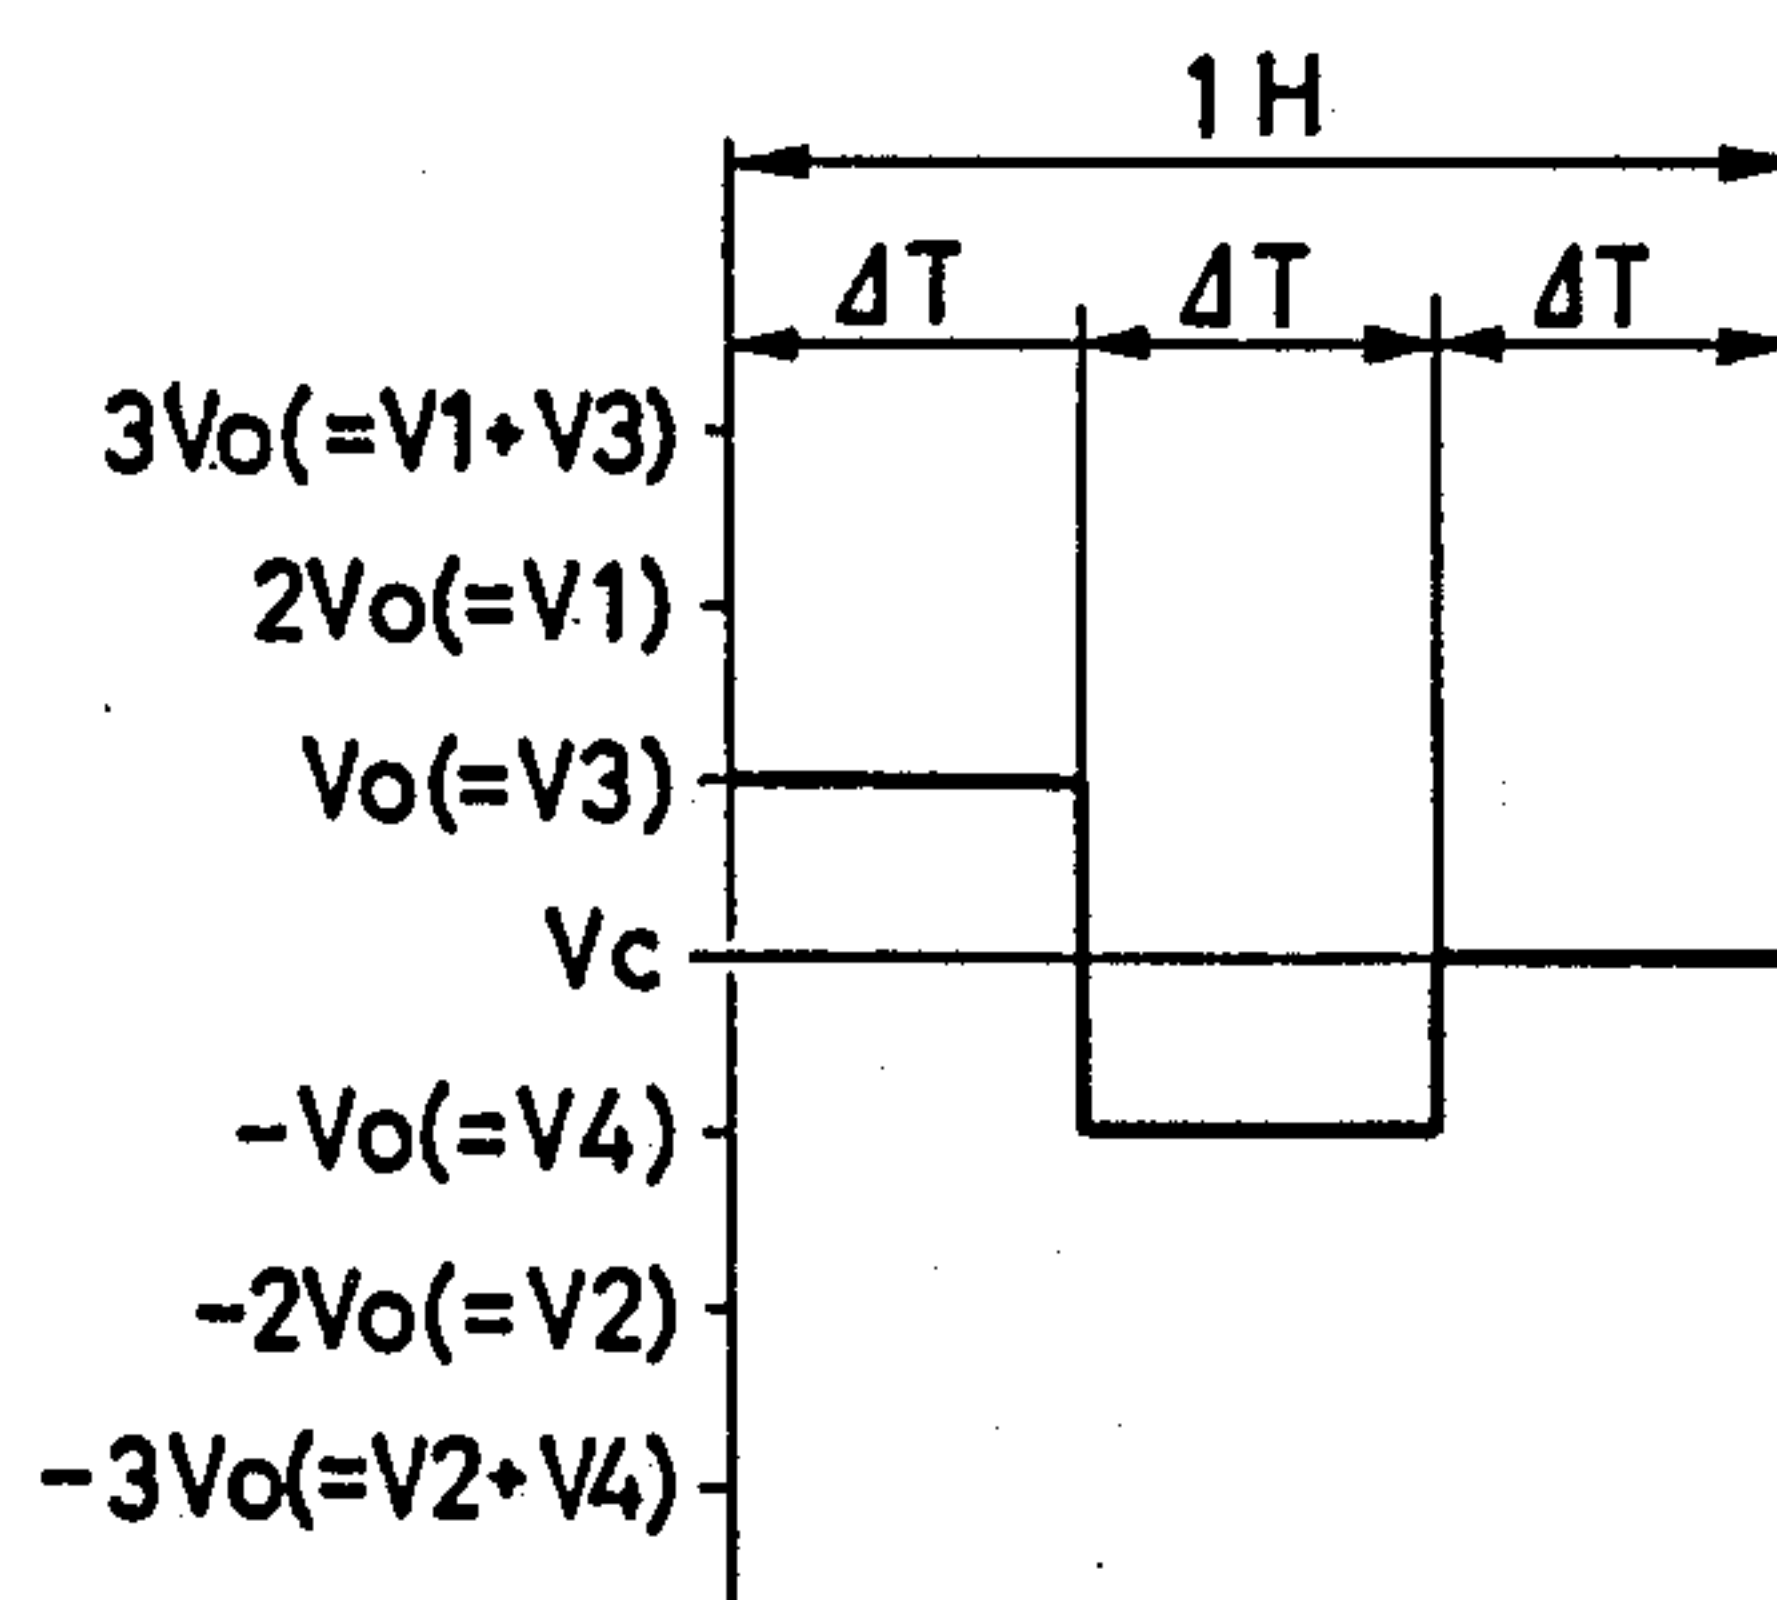 1H
ΔT ΔT ΔT
3Vo(=V1+V3)
2Vo(=V1)
Vo(=V3)
Vc
-Vo(=V4)
-2Vo(=V2)
-3Vo(=V2+V4)